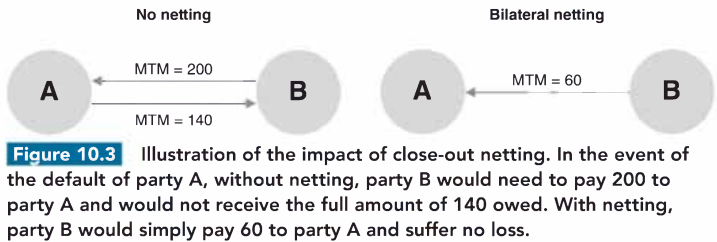 No netting
Bilateral netting
MTM = 200
A
B
MTM = 140
A
MTM = 60
B
Figure 10.3 Illustration of the impact of close-out netting. In the event of
the default of party A, without netting, party B would need to pay 200 to
party A and would not receive the full amount of 140 owed. With netting,
party B would simply pay 60 to party A and suffer no loss.